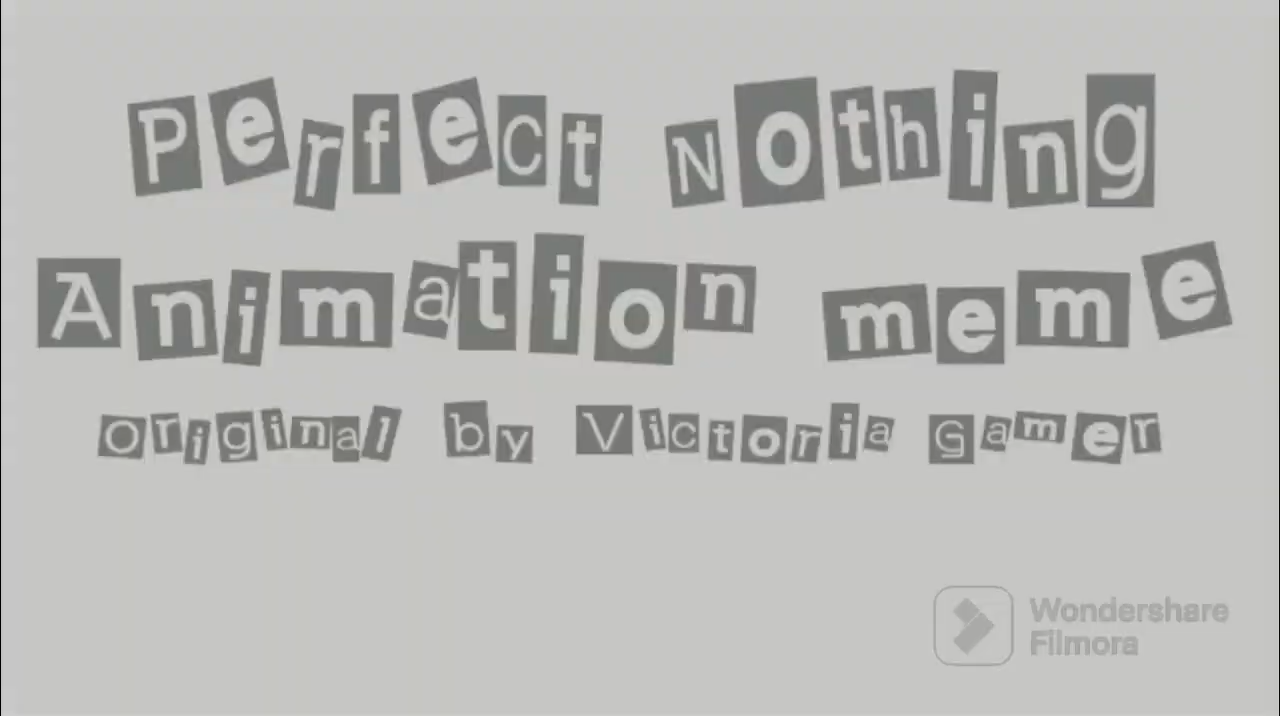 Perfect Nothing
Animation meme
original by Victoria Gamer
Wondershare
Filmora